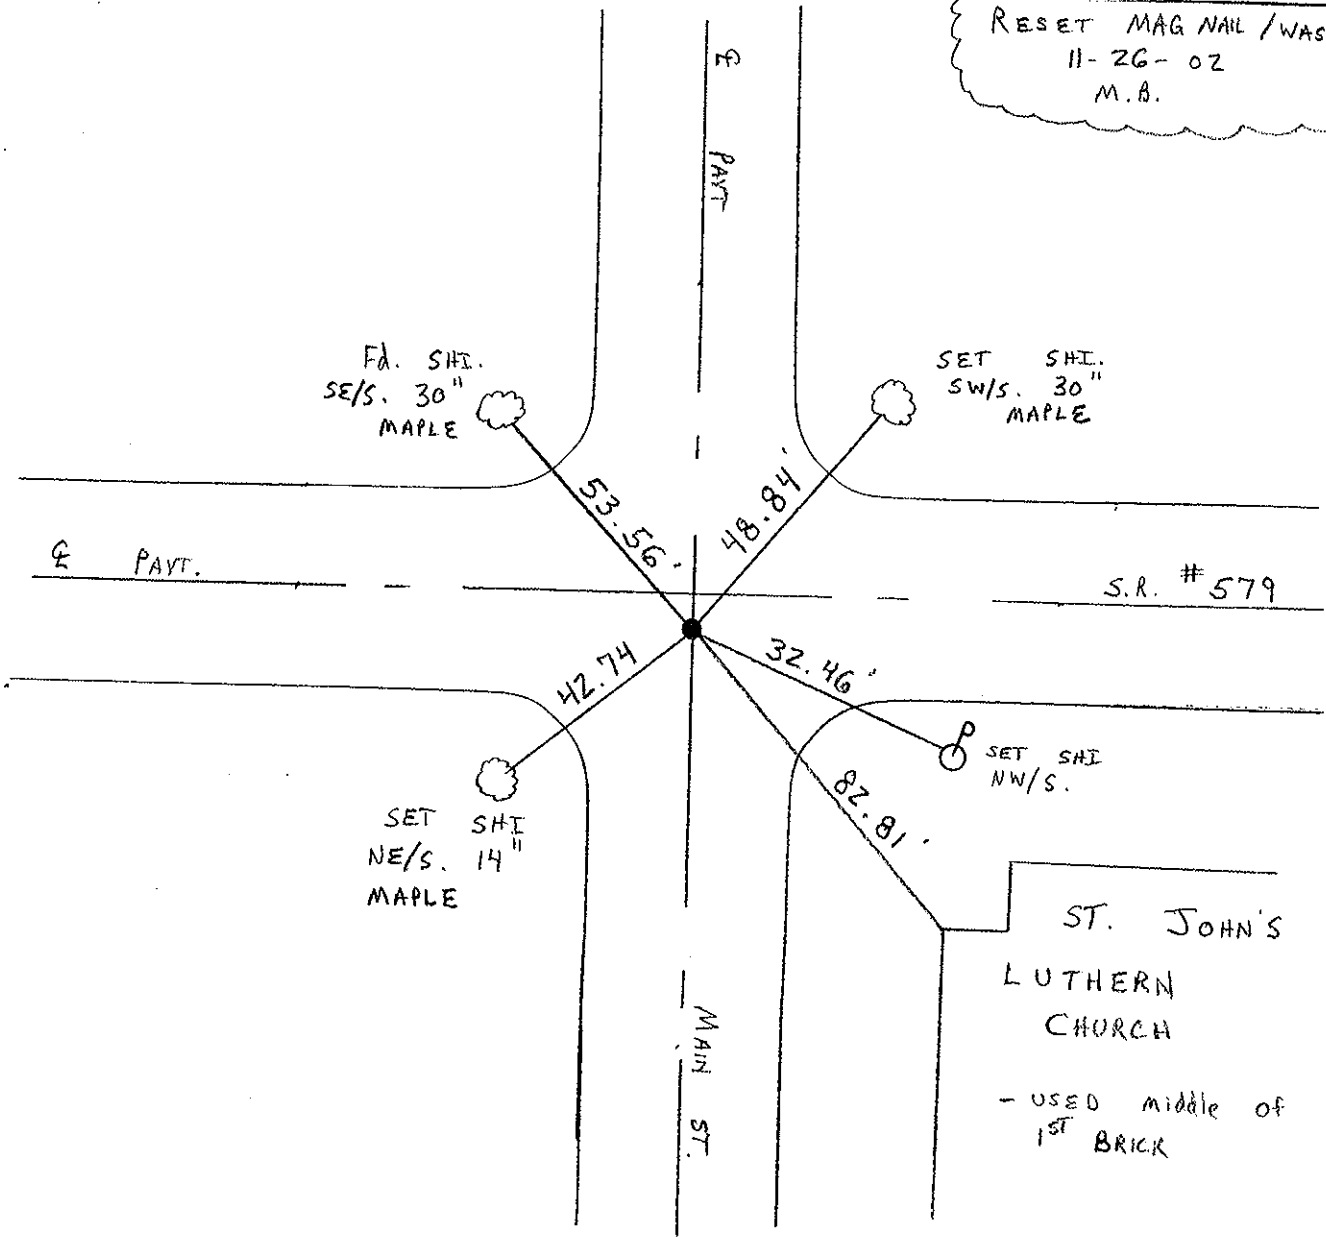 RESET MAG NAIL / WAS
11-26-02
M.B.
℄ PAVT
Fd. SHI.
SE/S. 30"
MAPLE
SET SHI.
SW/S. 30"
MAPLE
53.56'
48.84'
℄ PAVT.
S.R. #579
42.74
32.46'
SET SHI
NW/S.
82.81'
SET SHI
NE/S. 14"
MAPLE
ST. JOHN'S
LUTHERN
CHURCH
MAIN ST.
- USED middle of
1ST BRICK